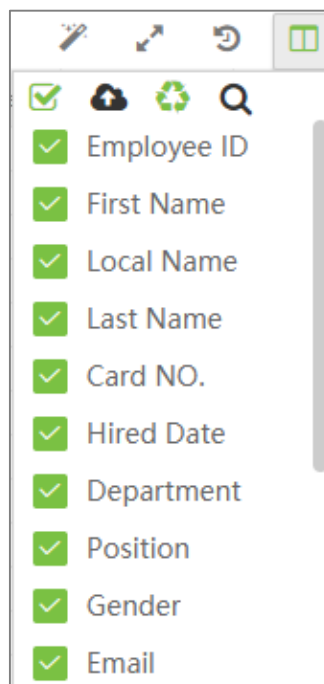 Employee ID
First Name
Local Name
Last Name
Card NO.
Hired Date
Department
Position
Gender
Email